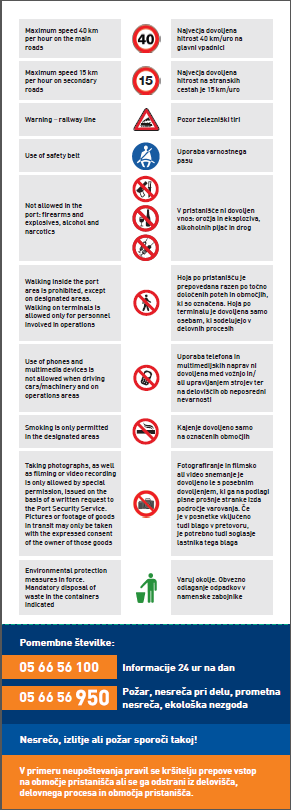 Maximum speed 40 km
per hour on the main
roads
40
Največja dovoljena
hitrost 40 km/uro na
glavni vpadnici
Maximum speed 15 km
per hour on secondary
roads
15
Največja dovoljena
hitrost na stranskih
cestah je 15 km/uro
Warning – railway line
Pozor železniški tiri
Use of safety belt
Uporaba varnostnega
pasu
Not allowed in the
port: firearms and
explosives, alcohol and
narcotics
V pristanišče ni dovoljen
vnos: orožja in eksploziva,
alkoholnih pijač in drog
Walking inside the port
area is prohibited, except
on designated areas.
Walking on terminals is
allowed only for personnel
involved in operations
Hoja po pristanišču je
prepovedana razen po točno
določenih poteh in območjih,
ki so označena. Hoja po
terminalu je dovoljena samo
osebam, ki sodelujejo v
delovnih procesih
Use of phones and
multimedia devices is
not allowed when driving
cars/machinery and on
operations areas
Uporaba telefona in
multimedijskih naprav ni
dovoljena med vožnjo in/
ali upravljanjem strojev ter
na deloviščih ob neposredni
nevarnosti
Smoking is only permitted
in the designated areas
Kajenje dovoljeno samo
na označenih območjih
Taking photographs, as well
as filming or video recording
is only allowed by special
permission, issued on the
basis of a written request to
the Port Security Service.
Pictures or footage of goods
in transit may only be taken
with the expressed consent
of the owner of those goods
Fotografiranje in filmsko
ali video snemanje je
dovoljeno le s posebnim
dovoljenjem, ki ga na podlagi
pisne prošnje stranke izda
področje varovanja. Če
je v posnetke vključeno
tudi blago v pretovoru,
je potrebno tudi soglasje
lastnika tega blaga
Environmental protection
measures in force.
Mandatory disposal of
waste in the containers
indicated
Varuj okolje. Obvezno
odlaganje odpadkov v
namenske zabojnike
Pomembne številke:
05 66 56 100
Informacije 24 ur na dan
05 66 56 950
Požar, nesreča pri delu, prometna
nesreča, ekološka nezgoda
Nesrečo, izlitje ali požar sporoči takoj!
V primeru neupoštevanja pravil se kršitelju prepove vstop
na območje pristanišča ali se ga odstrani iz delovišča,
delovnega procesa in območja pristanišča.